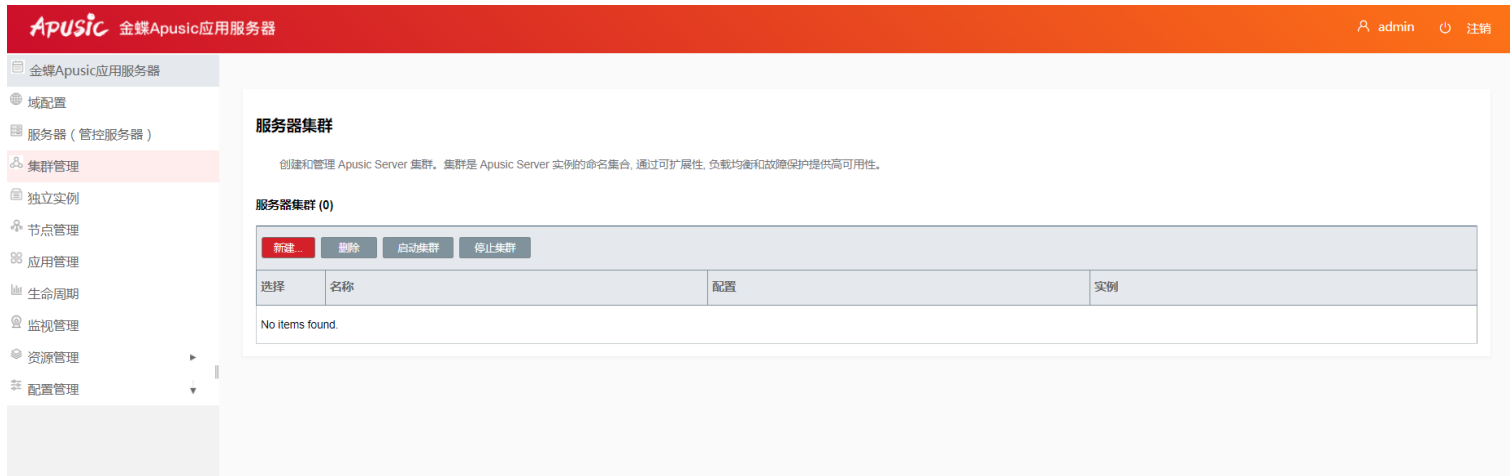 Apusic 金蝶Apusic应用服务器
admin 注销
金蝶Apusic应用服务器
域配置
服务器（管控服务器）
集群管理
独立实例
节点管理
应用管理
生命周期
监视管理
资源管理
配置管理
服务器集群
创建和管理 Apusic Server 集群。集群是 Apusic Server 实例的命名集合, 通过可扩展性, 负载均衡和故障保护提供高可用性。
服务器集群 (0)
新建... 删除 启动集群 停止集群
选择 名称 配置 实例
No items found.